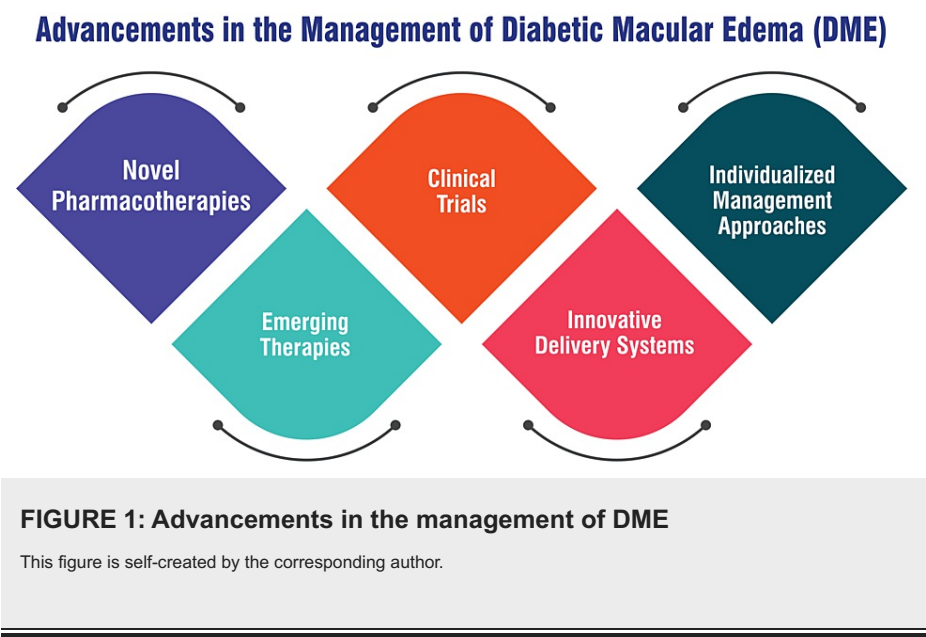 Advancements in the Management of Diabetic Macular Edema (DME)
Novel
Pharmacotherapies
Clinical
Trials
Individualized
Management
Approaches
Emerging
Therapies
Innovative
Delivery Systems
FIGURE 1: Advancements in the management of DME
This figure is self-created by the corresponding author.